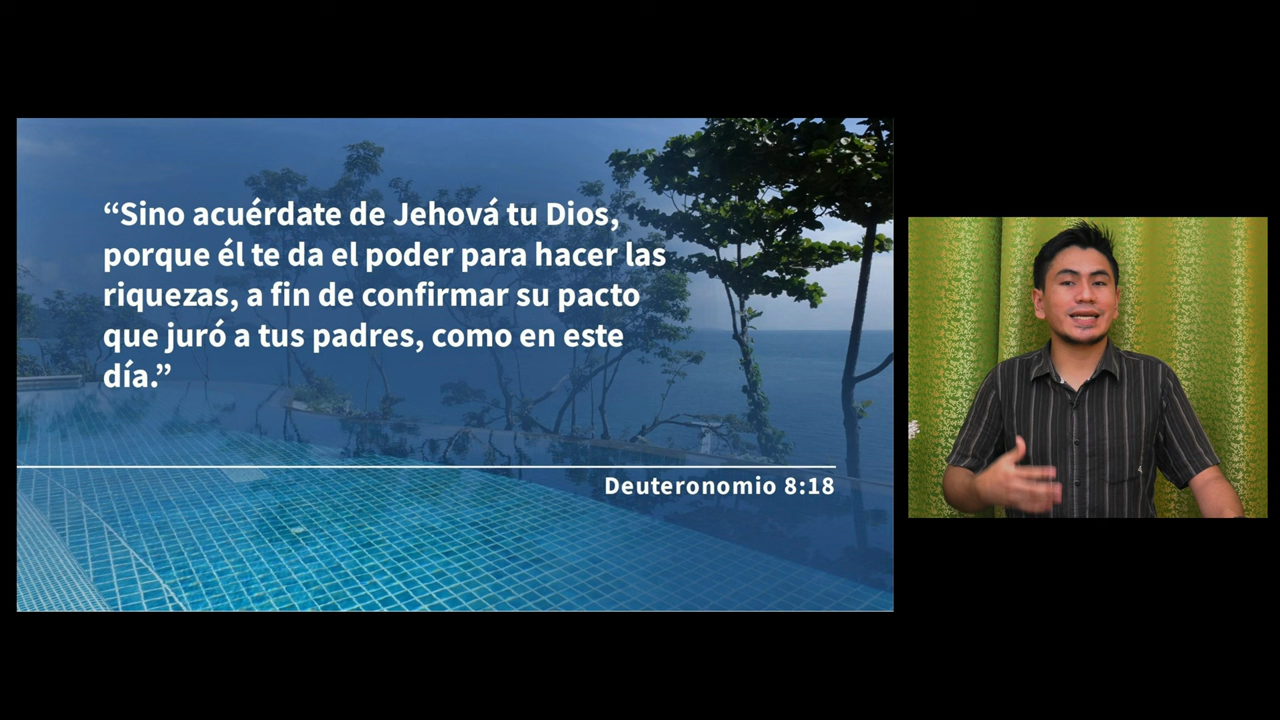 “Sino acuérdate de Jehová tu Dios,
porque él te da el poder para hacer las
riquezas, a fin de confirmar su pacto
que juró a tus padres, como en este
día.”
Deuteronomio 8:18